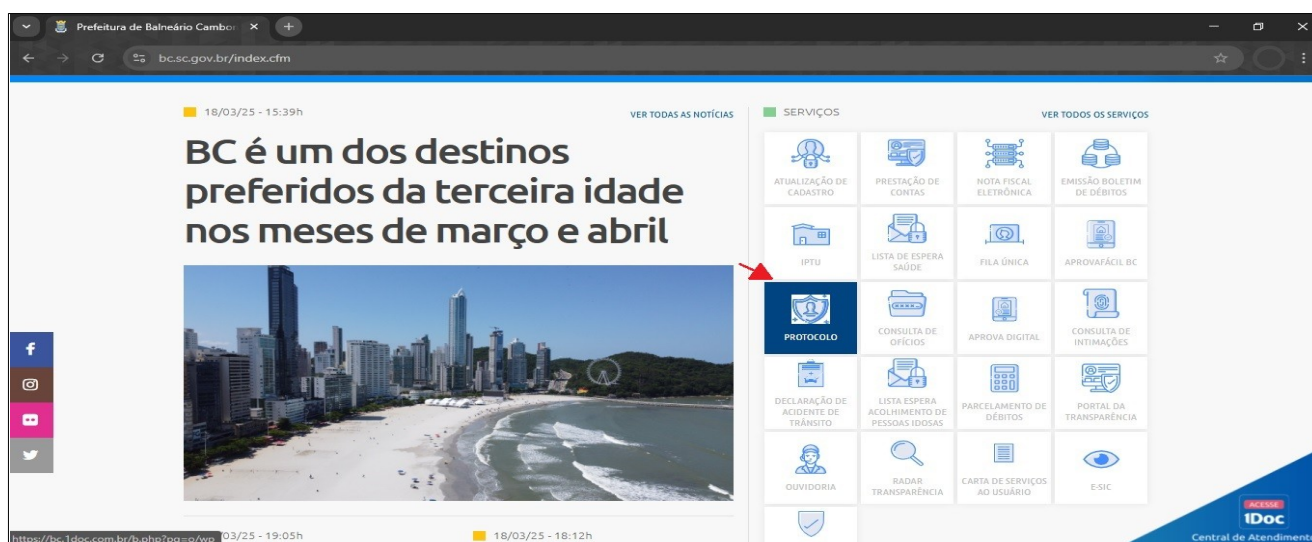 Prefeitura de Balneário Cambor
bc.sc.gov.br/index.cfm
18/03/25 - 15:39h
VER TODAS AS NOTÍCIAS
BC é um dos destinos
preferidos da terceira idade
nos meses de março e abril
SERVIÇOS
VER TODOS OS SERVIÇOS
ATUALIZAÇÃO DE
CADASTRO
PRESTAÇÃO DE
CONTAS
NOTA FISCAL
ELETRÔNICA
EMISSÃO BOLETIM
DE DÉBITOS
IPTU
LISTA DE ESPERA
SAÚDE
FILA ÚNICA
APROVAFÁCIL BC
PROTOCOLO
CONSULTA DE
OFÍCIOS
APROVA DIGITAL
CONSULTA DE
INTIMAÇÕES
DECLARAÇÃO DE
ACIDENTE DE
TRÂNSITO
LISTA ESPERA
ACOLHIMENTO DE
PESSOAS IDOSAS
PARCELAMENTO DE
DÉBITOS
PORTAL DA
TRANSPARÊNCIA
OUVIDORIA
RADAR
TRANSPARÊNCIA
CARTA DE SERVIÇOS
AO USUÁRIO
E-SIC
03/25 - 19:05h
18/03/25 - 18:12h
https://bc.1doc.com.br/b.php?pg=o/wp
ACESSE
1Doc
Central de Atendiment